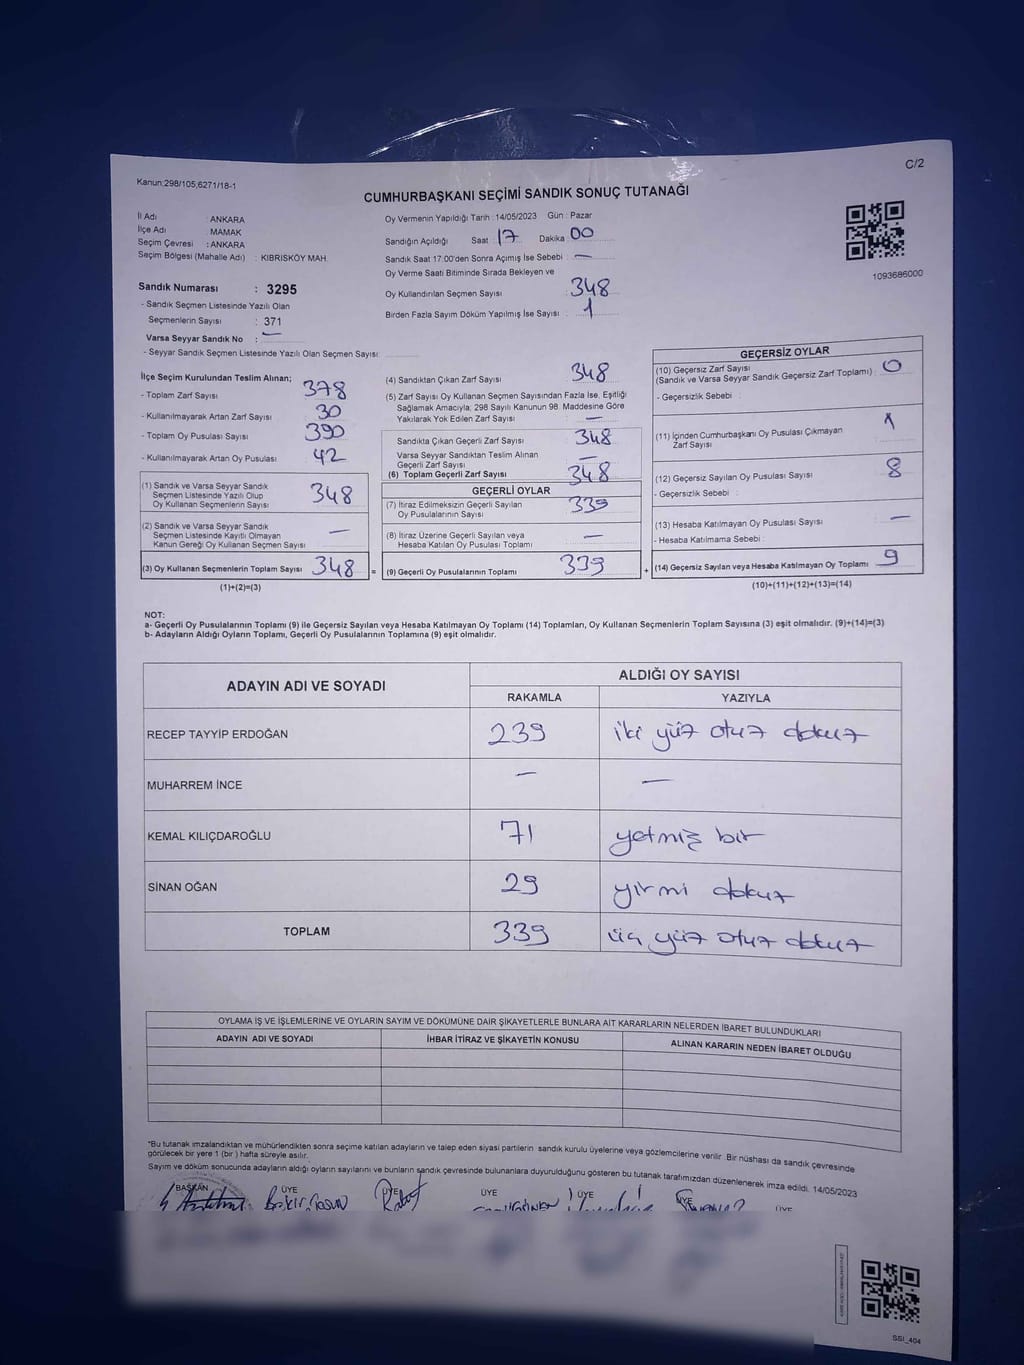 C/2
Kanun:298/105,6271/18-1
CUMHURBAŞKANI SEÇİMİ SANDIK SONUÇ TUTANAĞI
İl Adı : ANKARA
İlçe Adı : MAMAK
Seçim Çevresi : ANKARA
Seçim Bölgesi (Mahalle Adı) : KIBRISKÖY MAH.
Sandık Numarası : 3295
- Sandık Seçmen Listesinde Yazılı Olan
Seçmenlerin Sayısı : 371
Varsa Seyyar Sandık No : —
- Seyyar Sandık Seçmen Listesinde Yazılı Olan Seçmen Sayısı:
Oy Vermenin Yapıldığı Tarih : 14/05/2023 Gün : Pazar
Sandığın Açıldığı Saat : 17 Dakika : 00
Sandık Saat 17:00'den Sonra Açımış İse Sebebi : —
Oy Verme Saati Bitiminde Sırada Bekleyen ve
Oy Kullandırılan Seçmen Sayısı : 348
Birden Fazla Sayım Döküm Yapılmış İse Sayısı : 1
1093686000
İlçe Seçim Kurulundan Teslim Alınan;
- Toplam Zarf Sayısı : 378
- Kullanılmayarak Artan Zarf Sayısı : 30
- Toplam Oy Pusulası Sayısı : 390
- Kullanılmayarak Artan Oy Pusulası : 42
(1) Sandık ve Varsa Seyyar Sandık
Seçmen Listesinde Yazılı Olup
Oy Kullanan Seçmenlerin Sayısı 348
(2) Sandık ve Varsa Seyyar Sandık
Seçmen Listesinde Kayıtlı Olmayan
Kanun Gereği Oy Kullanan Seçmen Sayısı —
(3) Oy Kullanan Seçmenlerin Toplam Sayısı 348 =
(1)+(2)=(3)
(4) Sandıktan Çıkan Zarf Sayısı 348
(5) Zarf Sayısı Oy Kullanan Seçmen Sayısından Fazla İse, Eşitliği
Sağlamak Amacıyla; 298 Sayılı Kanunun 98. Maddesine Göre
Yakılarak Yok Edilen Zarf Sayısı : —
Sandıkta Çıkan Geçerli Zarf Sayısı 348
Varsa Seyyar Sandıktan Teslim Alınan
Geçerli Zarf Sayısı —
(6) Toplam Geçerli Zarf Sayısı 348
GEÇERLİ OYLAR
(7) İtiraz Edilmeksizin Geçerli Sayılan
Oy Pusulalarının Sayısı 339
(8) İtiraz Üzerine Geçerli Sayılan veya
Hesaba Katılan Oy Pusulası Toplamı —
(9) Geçerli Oy Pusulalarının Toplamı 339 +
GEÇERSİZ OYLAR
(10) Geçersiz Zarf Sayısı
(Sandık ve Varsa Seyyar Sandık Geçersiz Zarf Toplamı) : 0
- Geçersizlik Sebebi :
(11) İçinden Cumhurbaşkanı Oy Pusulası Çıkmayan
Zarf Sayısı 1
(12) Geçersiz Sayılan Oy Pusulası Sayısı 8
- Geçersizlik Sebebi :
(13) Hesaba Katılmayan Oy Pusulası Sayısı —
- Hesaba Katılmama Sebebi :
(14) Geçersiz Sayılan veya Hesaba Katılmayan Oy Toplamı 9
(10)+(11)+(12)+(13)=(14)
NOT:
a- Geçerli Oy Pusulalarının Toplamı (9) ile Geçersiz Sayılan veya Hesaba Katılmayan Oy Toplamı (14) Toplamları, Oy Kullanan Seçmenlerin Toplam Sayısına (3) eşit olmalıdır. (9)+(14)=(3)
b- Adayların Aldığı Oyların Toplamı, Geçerli Oy Pusulalarının Toplamına (9) eşit olmalıdır.
ADAYIN ADI VE SOYADI ALDIĞI OY SAYISI
RAKAMLA YAZIYLA
RECEP TAYYİP ERDOĞAN 239 iki yüz otuz dokuz
MUHARREM İNCE — —
KEMAL KILIÇDAROĞLU 71 yetmiş bir
SİNAN OĞAN 29 yirmi dokuz
TOPLAM 339 üç yüz otuz dokuz
OYLAMA İŞ VE İŞLEMLERİNE VE OYLARIN SAYIM VE DÖKÜMÜNE DAİR ŞİKAYETLERLE BUNLARA AİT KARARLARIN NELERDEN İBARET BULUNDUKLARI
ADAYIN ADI VE SOYADI İHBAR İTİRAZ VE ŞİKAYETİN KONUSU ALINAN KARARIN NEDEN İBARET OLDUĞU
"Bu tutanak imzalandıktan ve mühürlendikten sonra seçime katılan adayların ve talep eden siyasi partilerin sandık kurulu üyelerine veya gözlemcilerine verilir. Bir nüshası da sandık çevresinde
görülecek bir yere 1 (bir ) hafta süreyle asılır.
Sayım ve döküm sonucunda adayların aldığı oyların sayılarını ve bunların sandık çevresinde bulunanlara duyurulduğunu gösteren bu tutanak tarafımızdan düzenlenerek imza edildi. 14/05/2023
BAŞKAN ÜYE ÜYE ÜYE ÜYE ÜYE ÜYE
SSI_404